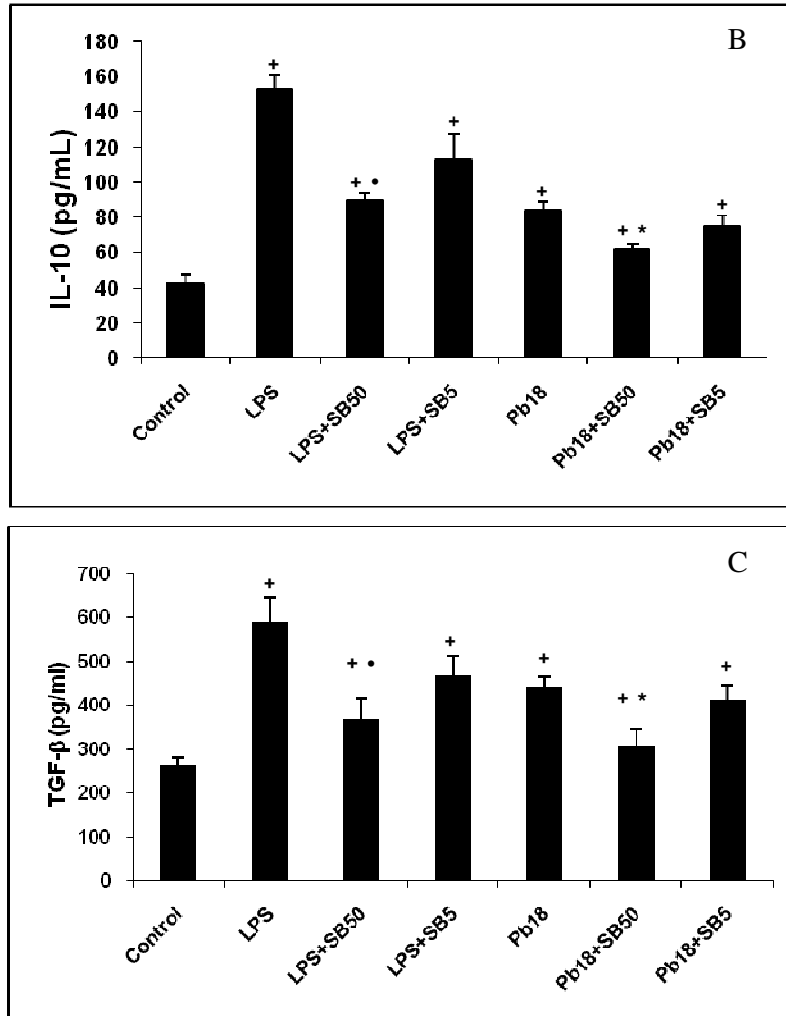 B
IL-10 (pg/mL)
180
160
140
120
100
80
60
40
20
0
+
+ •
+
+
+ *
+
Control
LPS
LPS+SB50
LPS+SB5
Pb18
Pb18+SB50
Pb18+SB5
C
TGF-β (pg/ml)
700
600
500
400
300
200
100
0
+
+ •
+
+
+ *
+
Control
LPS
LPS+SB50
LPS+SB5
Pb18
Pb18+SB50
Pb18+SB5